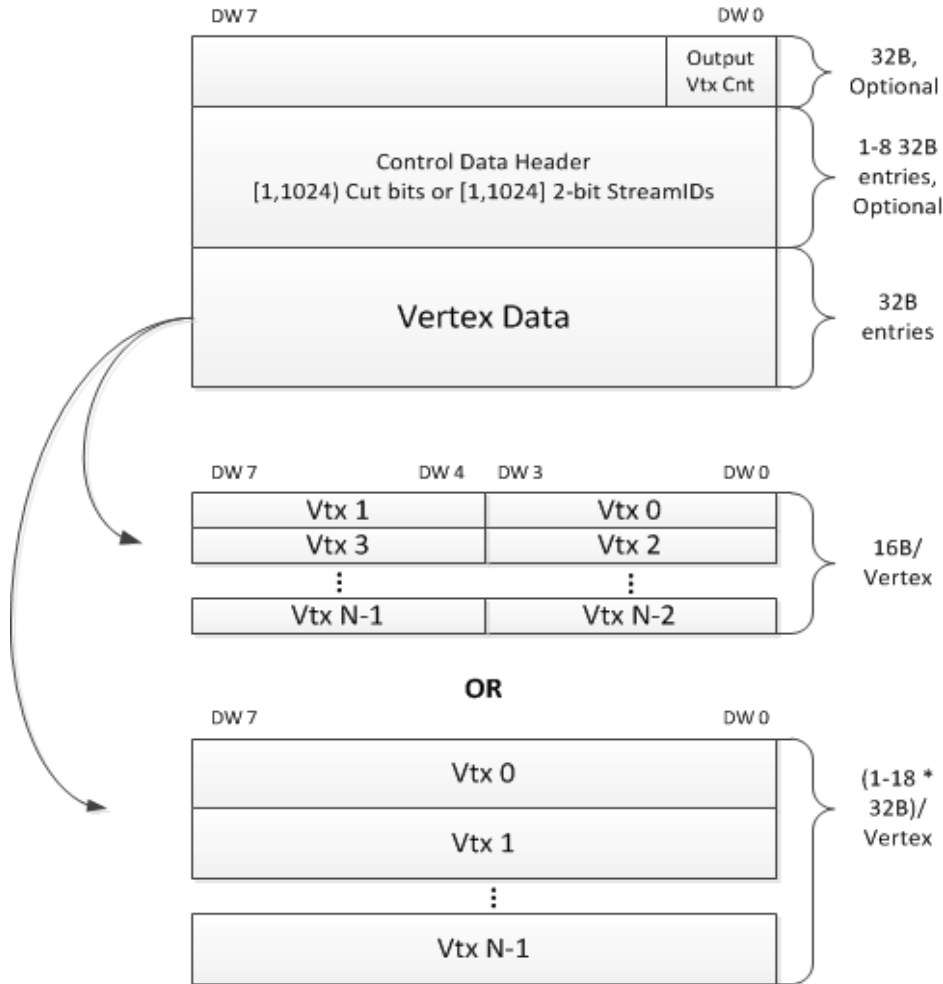 DW 7 DW 0
Output
Vtx Cnt
32B,
Optional
Control Data Header
[1,1024) Cut bits or [1,1024] 2-bit StreamIDs
1-8 32B
entries,
Optional
Vertex Data
32B
entries
DW 7 DW 4 DW 3 DW 0
Vtx 1 Vtx 0
Vtx 3 Vtx 2
Vtx N-1 Vtx N-2
16B/
Vertex
OR
DW 7 DW 0
Vtx 0
Vtx 1
Vtx N-1
(1-18 *
32B)/
Vertex